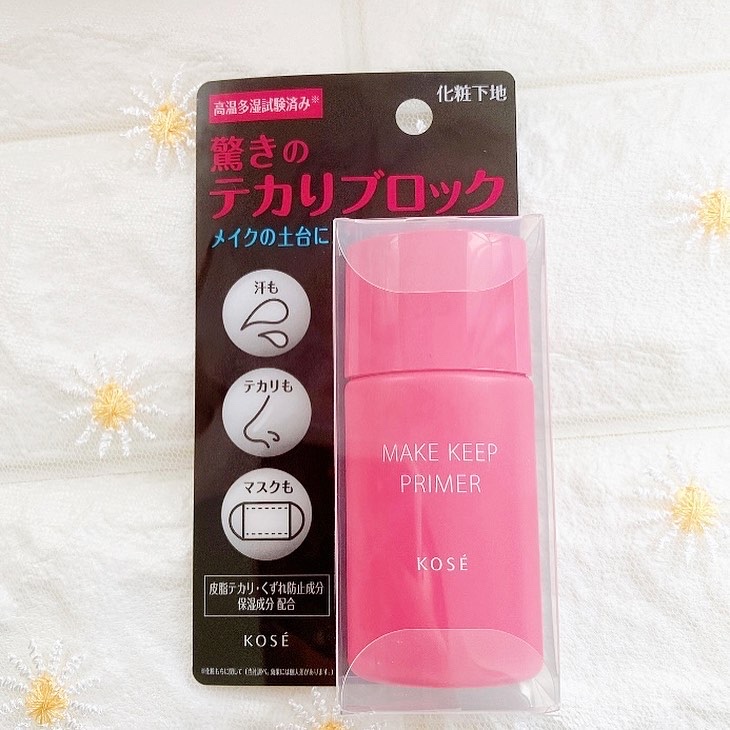 高温多湿試験済み※
化粧下地
驚きの
テカりブロック
メイクの土台に
汗も
テカリも
マスクも
皮脂テカリ・くずれ防止成分
保湿成分 配合
KOSÉ
MAKE KEEP
PRIMER
KOSÉ